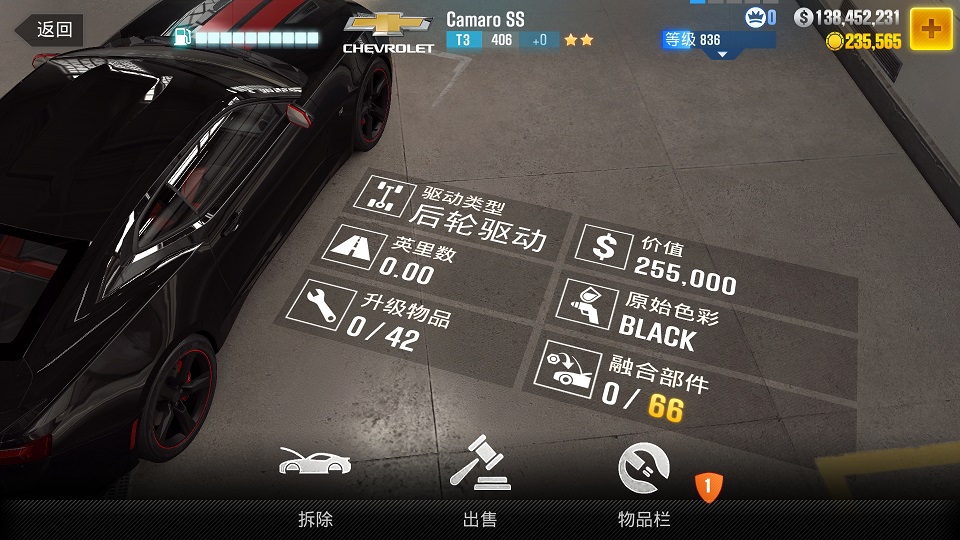 返回
CHEVROLET
Camaro SS
T3 406 +0
等级 836
0
138,452,231
235,565
驱动类型
后轮驱动
英里数
0.00
升级物品
0 / 42
$
价值
255,000
原始色彩
BLACK
融合部件
0 / 66
拆除
出售
物品栏
1